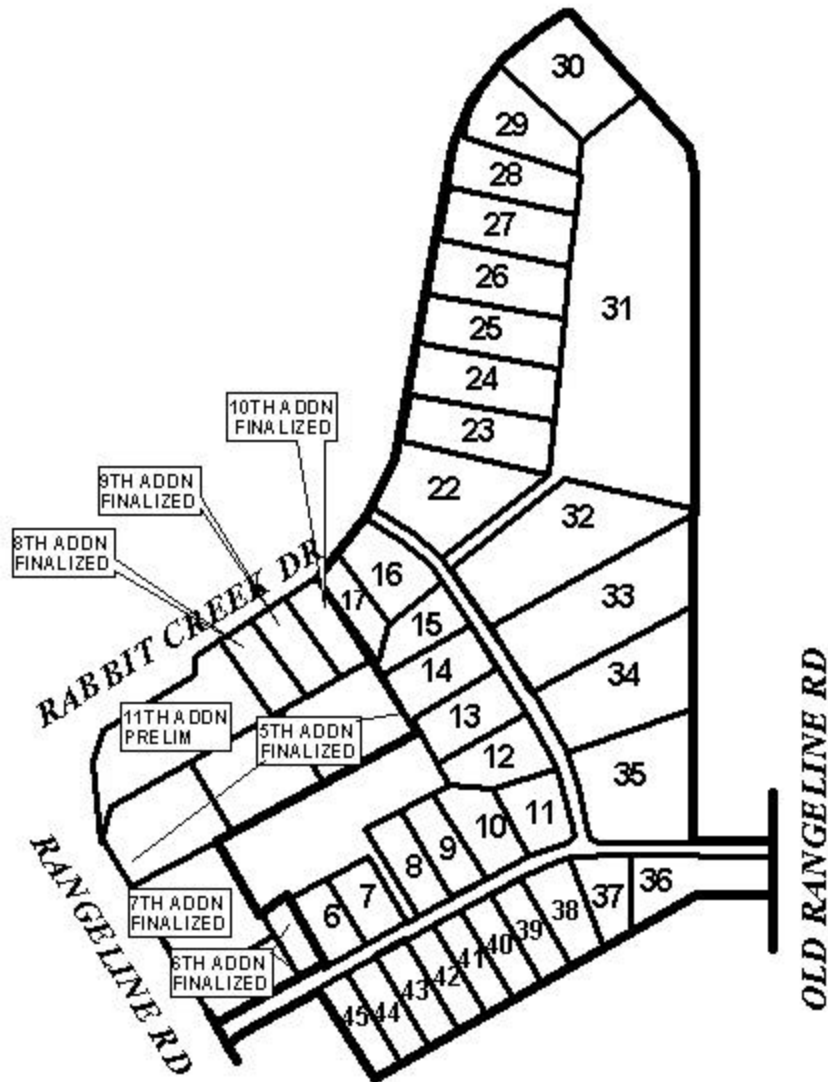 30
29
28
27
26
31
25
24
10TH ADDN
FINALIZED
23
9TH ADDN
FINALIZED
22
32
8TH ADDN
FINALIZED
RABBIT CREEK DR
16
17
33
15
14
34
11TH ADDN
PRELIM
5TH ADDN
FINALIZED
13
12
35
11
10
9
8
OLD RANGELINE RD
RANGELINE RD
7TH ADDN
FINALIZED
7
6
36
37
38
39
40
41
42
43
44
45
6TH ADDN
FINALIZED